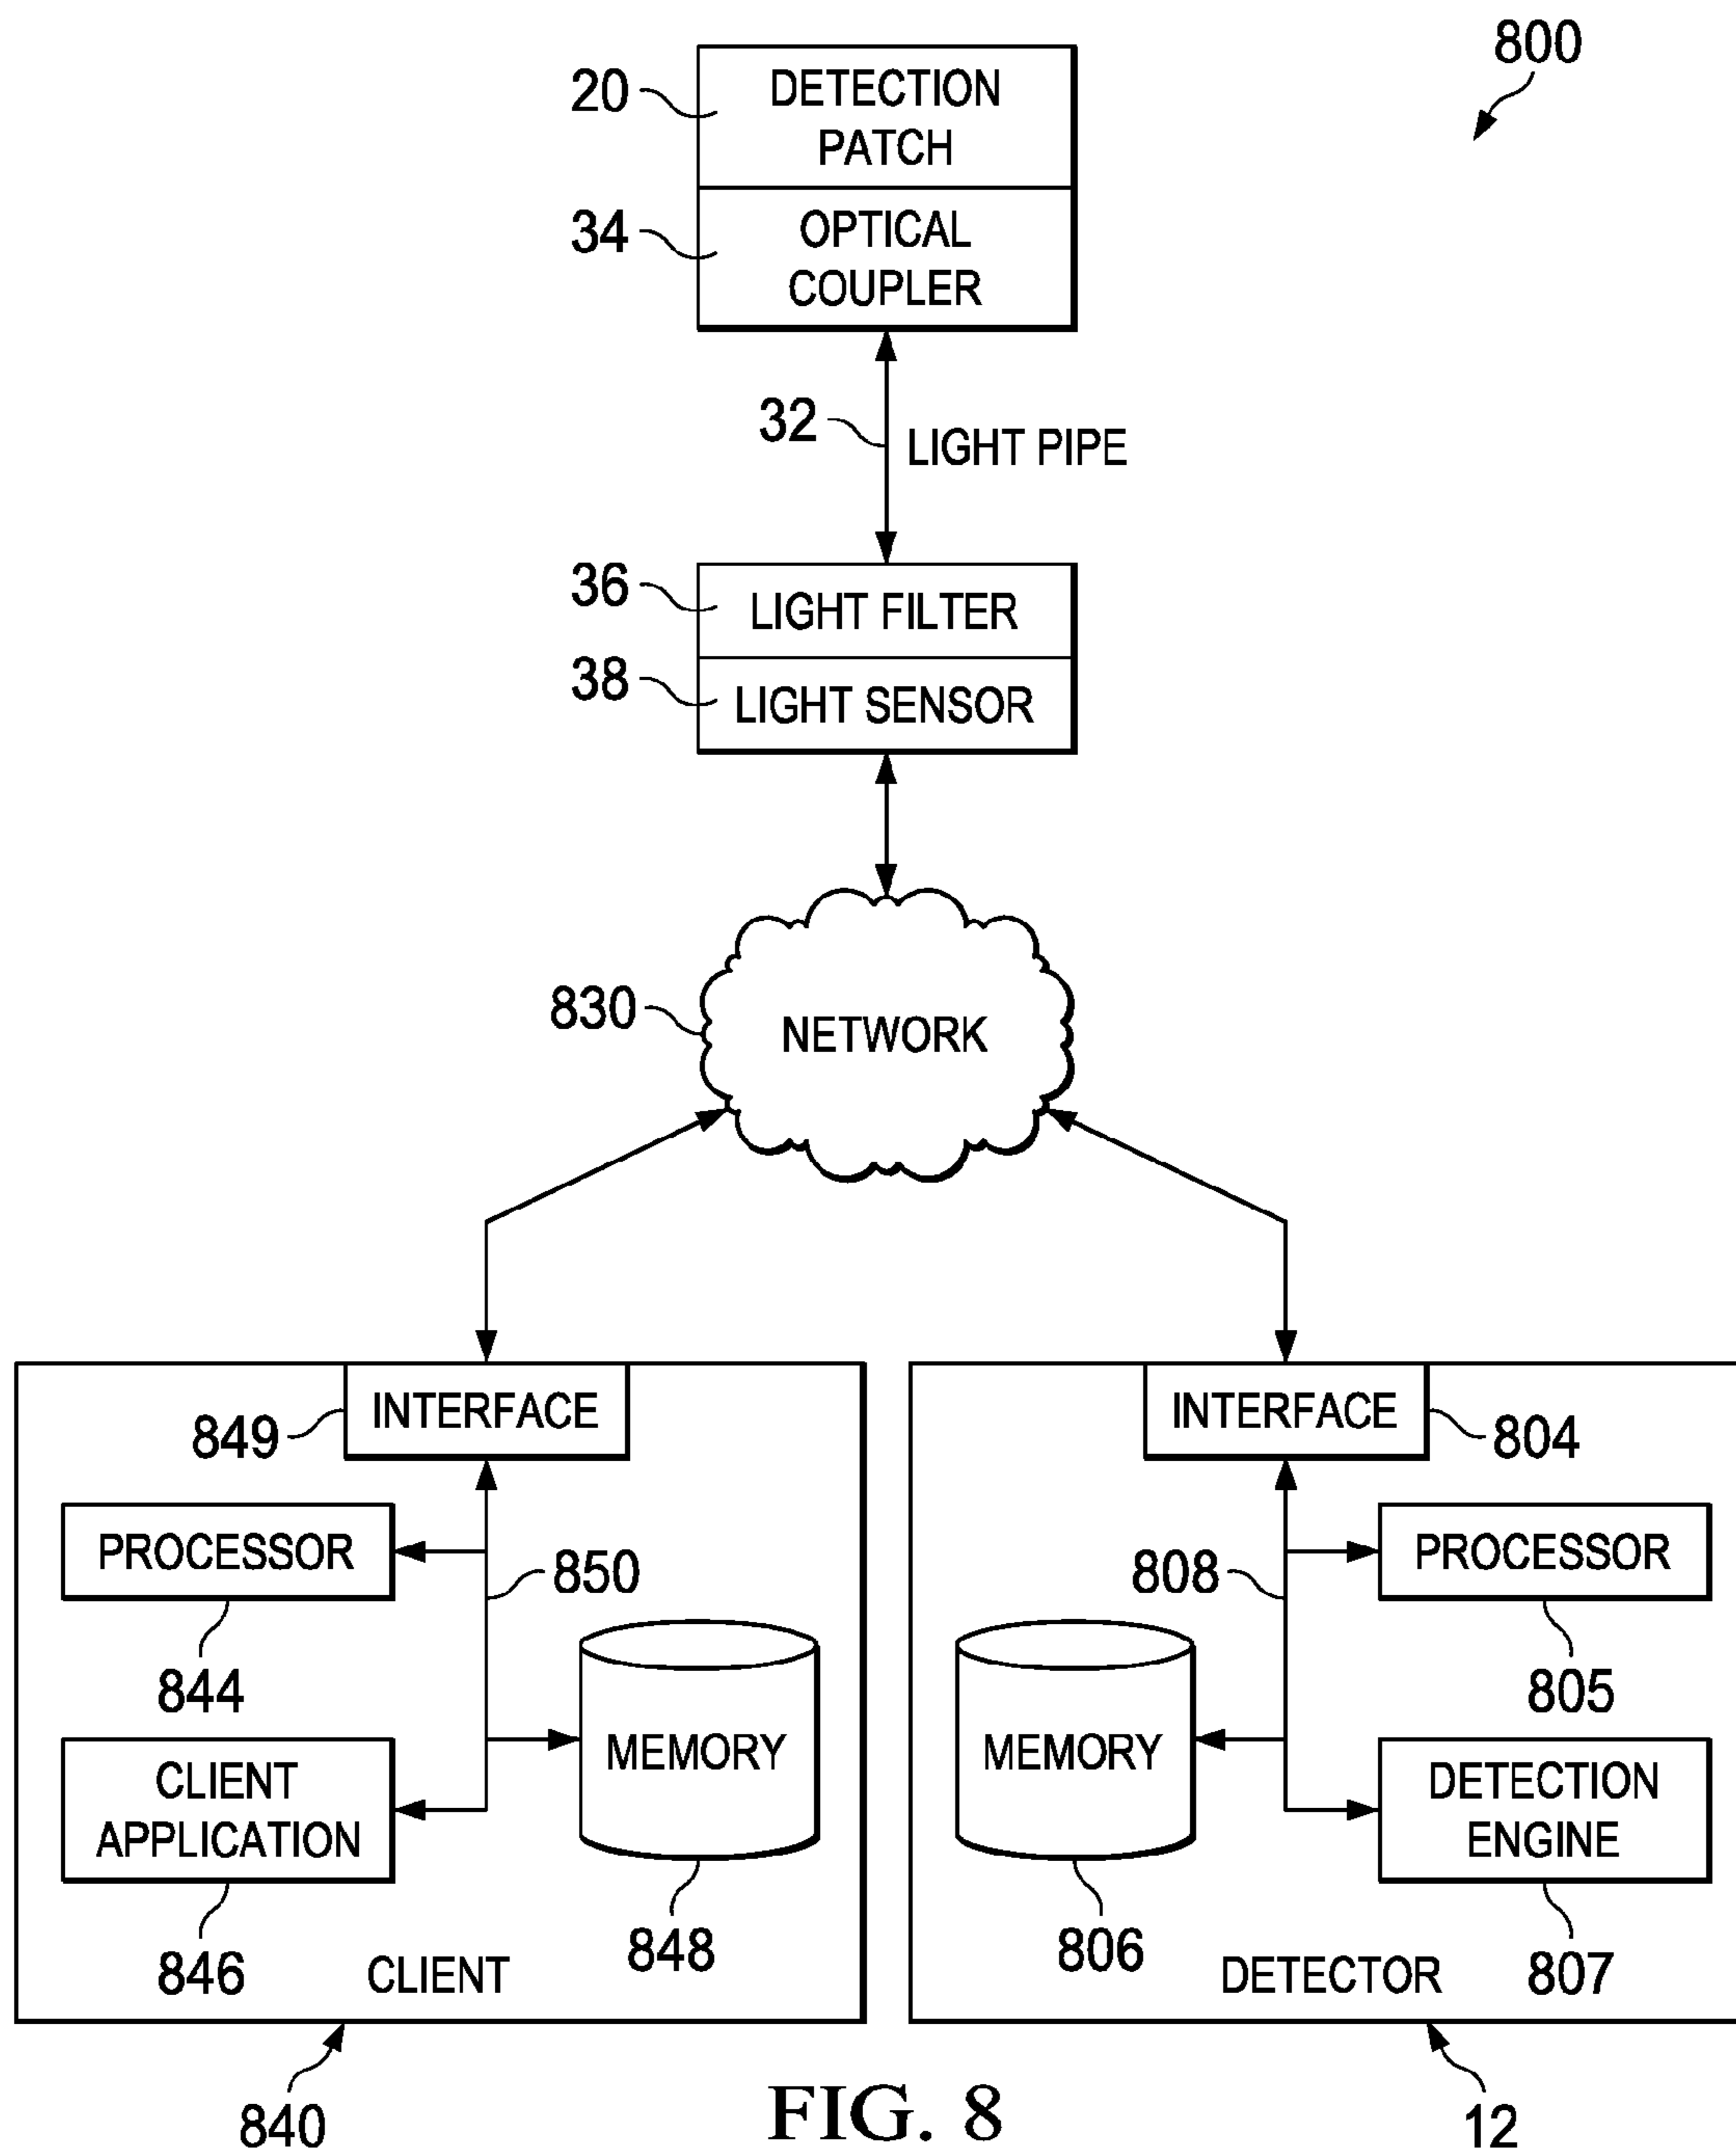 800
20
DETECTION
PATCH
34
OPTICAL
COUPLER
32
LIGHT PIPE
36
LIGHT FILTER
38
LIGHT SENSOR
830
NETWORK
849
INTERFACE
PROCESSOR
844
850
CLIENT
APPLICATION
846
MEMORY
848
CLIENT
840
INTERFACE
804
808
PROCESSOR
805
MEMORY
806
DETECTION
ENGINE
807
DETECTOR
12
FIG. 8